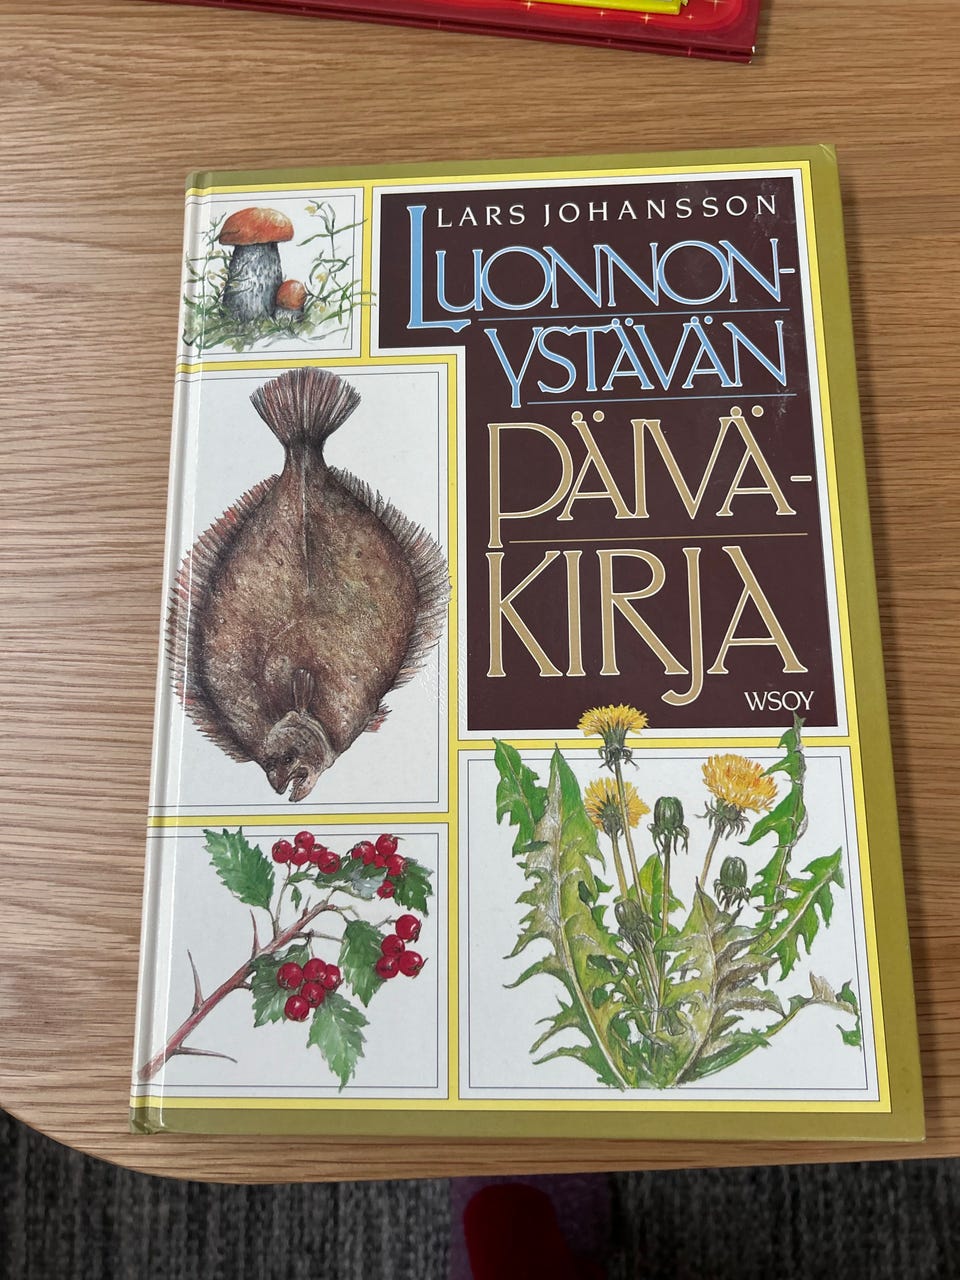 LARS JOHANSSON
LUONNON-
YSTÄVÄN
PÄIVÄ-
KIRJA
WSOY